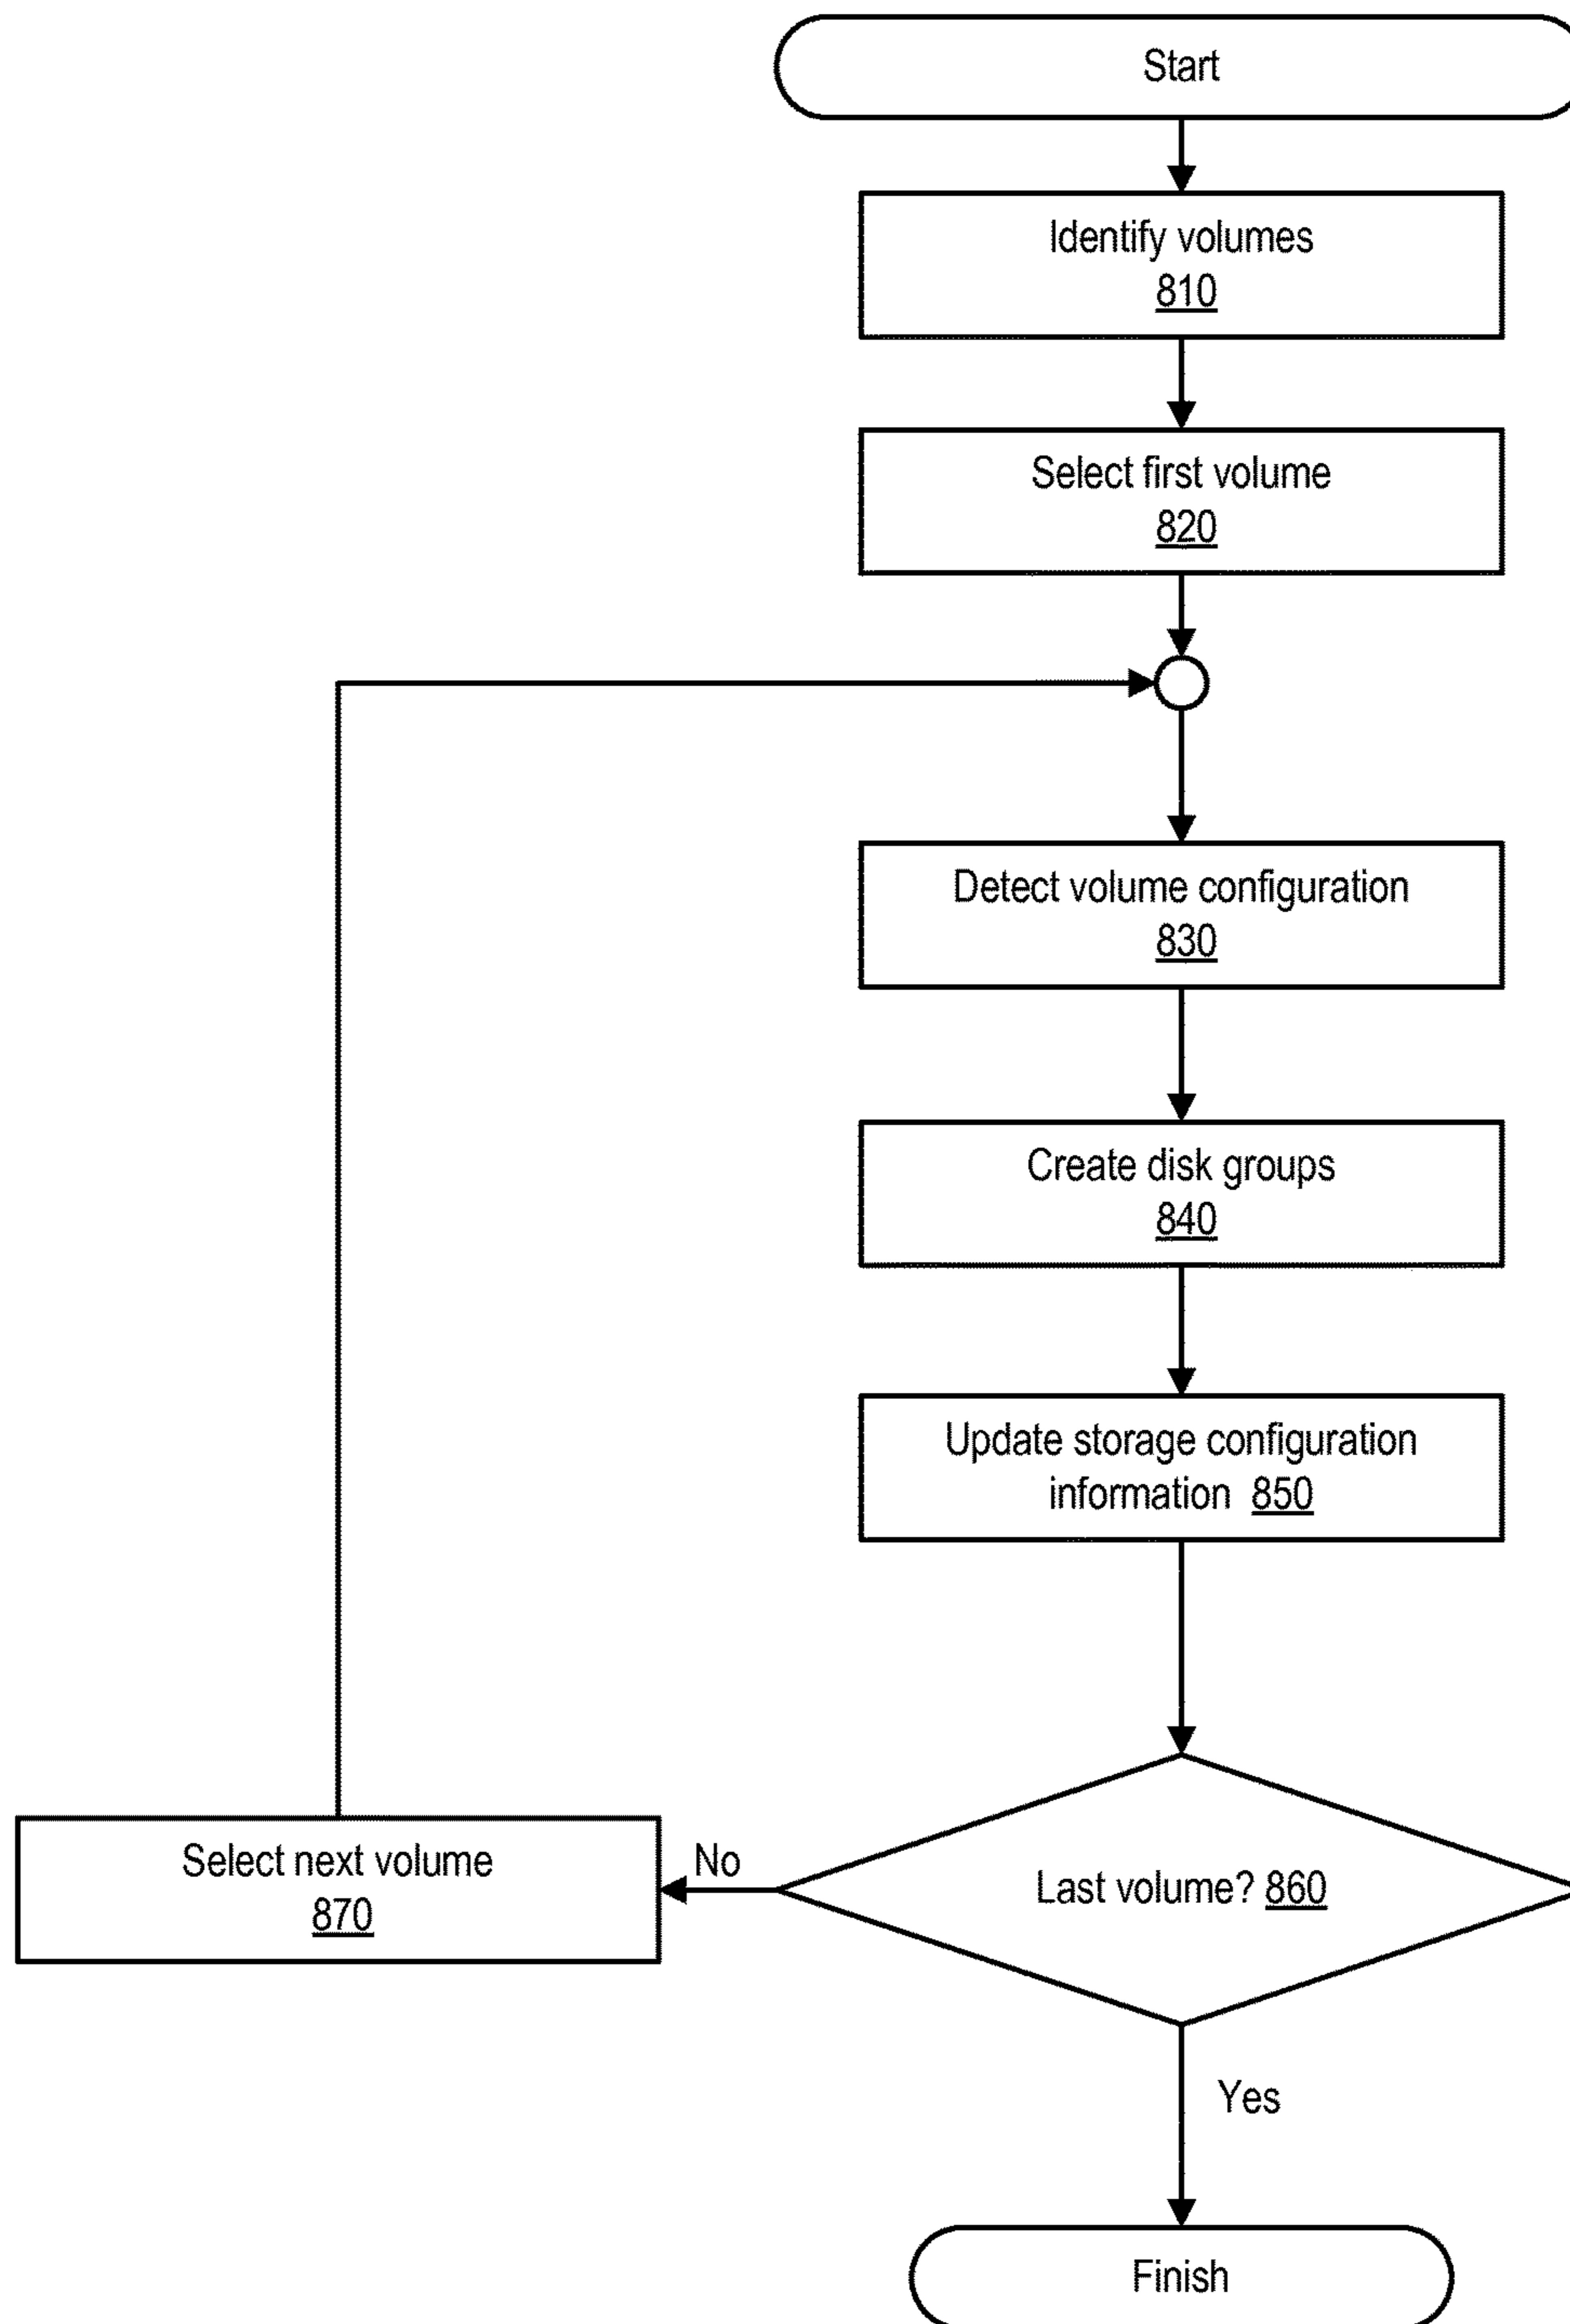 Start
Identify volumes
810
Select first volume
820
Detect volume configuration
830
Create disk groups
840
Update storage configuration
information 850
Last volume? 860
No
Select next volume
870
Yes
Finish